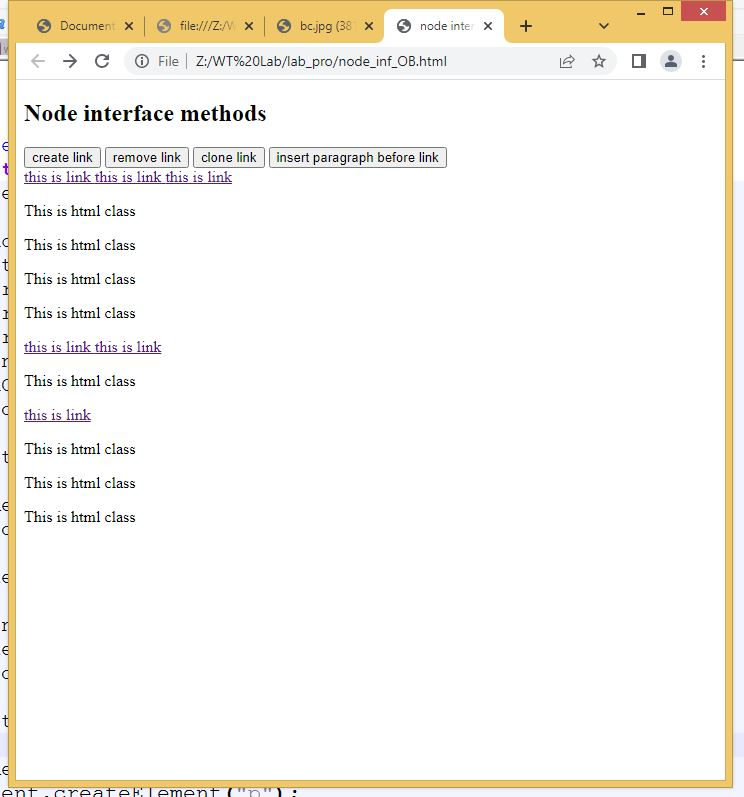 Document
file:///Z:/W
bc.jpg (38
node inter
File Z:/WT%20Lab/lab_pro/node_inf_OB.html
Node interface methods
create link remove link clone link insert paragraph before link
this is link this is link this is link
This is html class
This is html class
This is html class
This is html class
this is link this is link
This is html class
this is link
This is html class
This is html class
This is html class
ent.createElement("p");